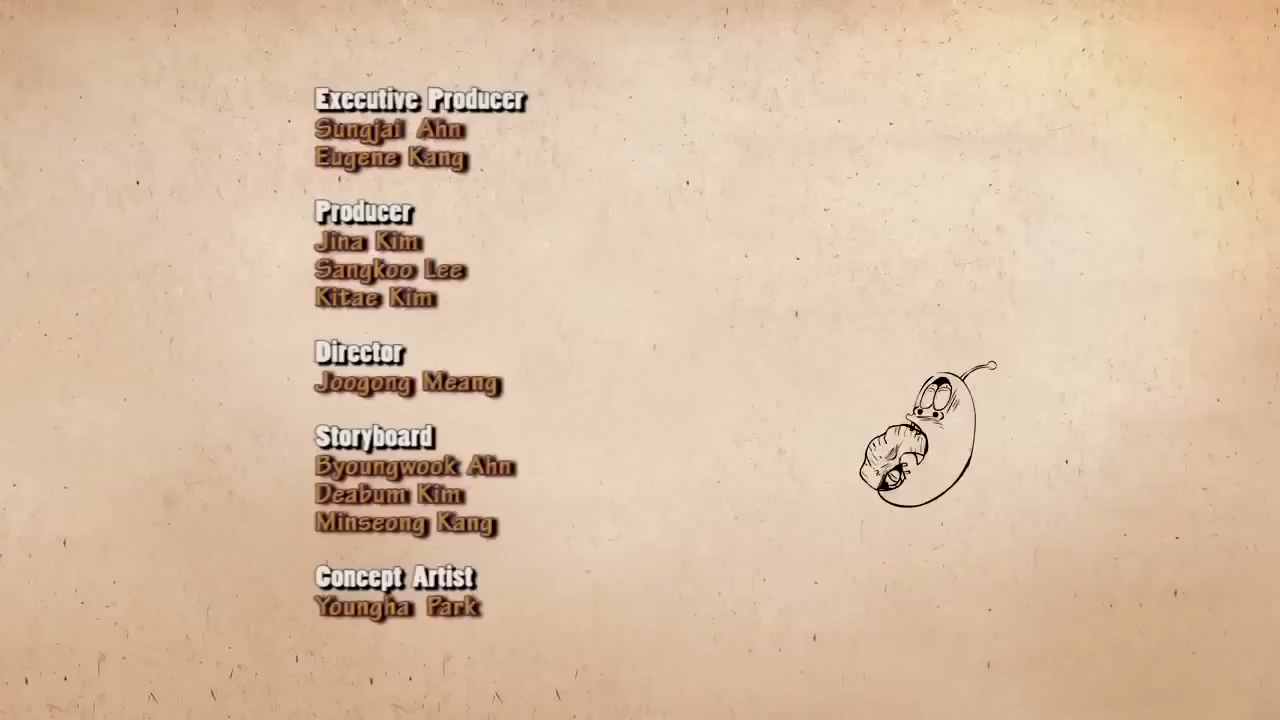 Executive Producer
Sungjai Ahn
Eugene Kang
Producer
Jina Kim
Sangkoo Lee
Kitae Kim
Director
Joogong Meang
Storyboard
Byoungwook Ahn
Deabum Kim
Minseong Kang
Concept Artist
Youngha Park